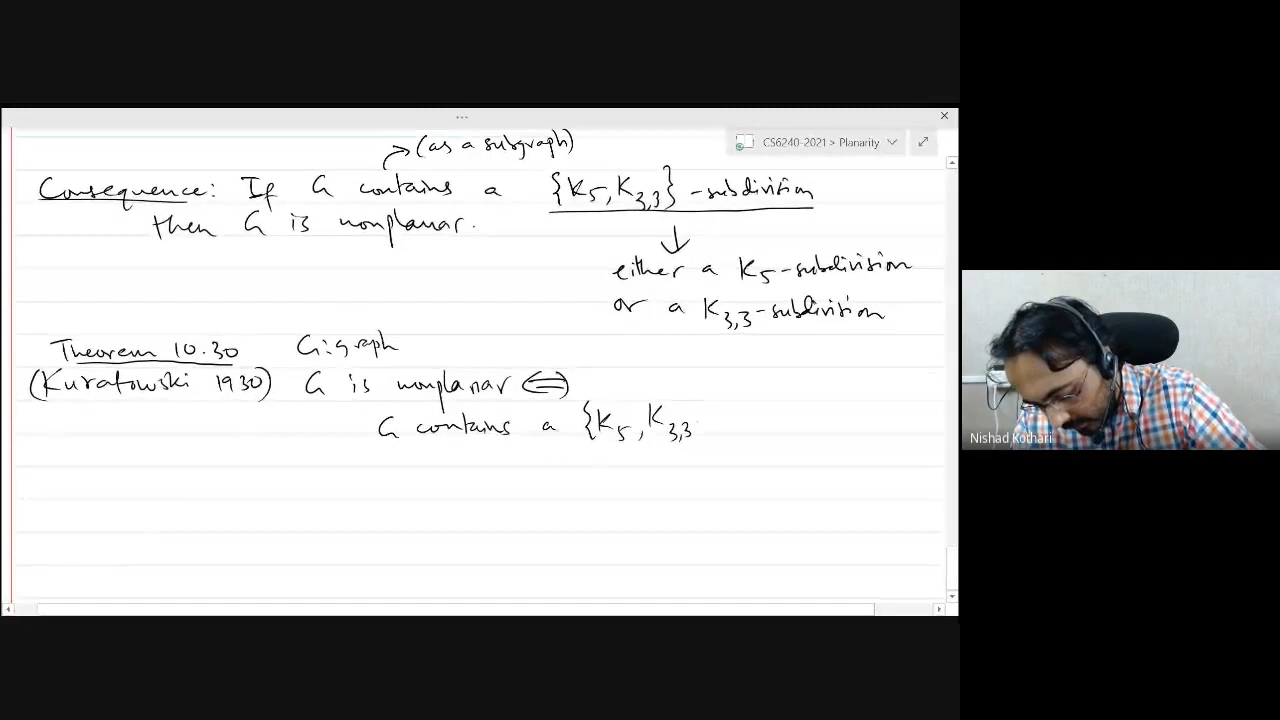 (as a subgraph)
CS6240-2021 > Planarity
Consequence: If G contains a {K5, K3,3} - subdivision
then G is nonplanar.
either a K5-subdivision
or a K3,3-subdivision
Theorem 10.30 G: graph
(Kuratowski 1930) G is nonplanar ⇔
G contains a {K5, K3,3
Nishad Kothari